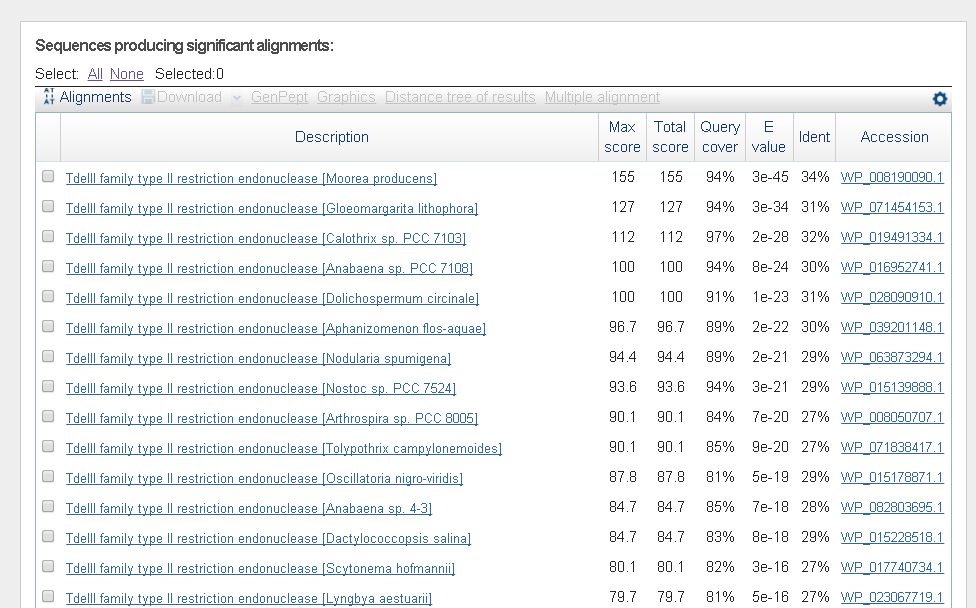 Sequences producing significant alignments:
Select: All None Selected:0
Alignments Download GenPept Graphics Distance tree of results Multiple alignment
Description Max score Total score Query cover E value Ident Accession
TdeIII family type II restriction endonuclease [Moorea producens] 155 155 94% 3e-45 34% WP_008190090.1
TdeIII family type II restriction endonuclease [Gloeomargarita lithophora] 127 127 94% 3e-34 31% WP_071454153.1
TdeIII family type II restriction endonuclease [Calothrix sp. PCC 7103] 112 112 97% 2e-28 32% WP_019491334.1
TdeIII family type II restriction endonuclease [Anabaena sp. PCC 7108] 100 100 94% 8e-24 30% WP_016952741.1
TdeIII family type II restriction endonuclease [Dolichospermum circinale] 100 100 91% 1e-23 31% WP_028090910.1
TdeIII family type II restriction endonuclease [Aphanizomenon flos-aquae] 96.7 96.7 89% 2e-22 30% WP_039201148.1
TdeIII family type II restriction endonuclease [Nodularia spumigena] 94.4 94.4 89% 2e-21 29% WP_063873294.1
TdeIII family type II restriction endonuclease [Nostoc sp. PCC 7524] 93.6 93.6 94% 3e-21 29% WP_015139888.1
TdeIII family type II restriction endonuclease [Arthrospira sp. PCC 8005] 90.1 90.1 84% 7e-20 27% WP_008050707.1
TdeIII family type II restriction endonuclease [Tolypothrix campylonemoides] 90.1 90.1 85% 9e-20 27% WP_071838417.1
TdeIII family type II restriction endonuclease [Oscillatoria nigro-viridis] 87.8 87.8 81% 5e-19 29% WP_015178871.1
TdeIII family type II restriction endonuclease [Anabaena sp. 4-3] 84.7 84.7 85% 7e-18 28% WP_082803695.1
TdeIII family type II restriction endonuclease [Dactylococcopsis salina] 84.7 84.7 83% 8e-18 29% WP_015228518.1
TdeIII family type II restriction endonuclease [Scytonema hofmannii] 80.1 80.1 82% 3e-16 27% WP_017740734.1
TdeIII family type II restriction endonuclease [Lyngbya aestuarii] 79.7 79.7 81% 5e-16 27% WP_023067719.1